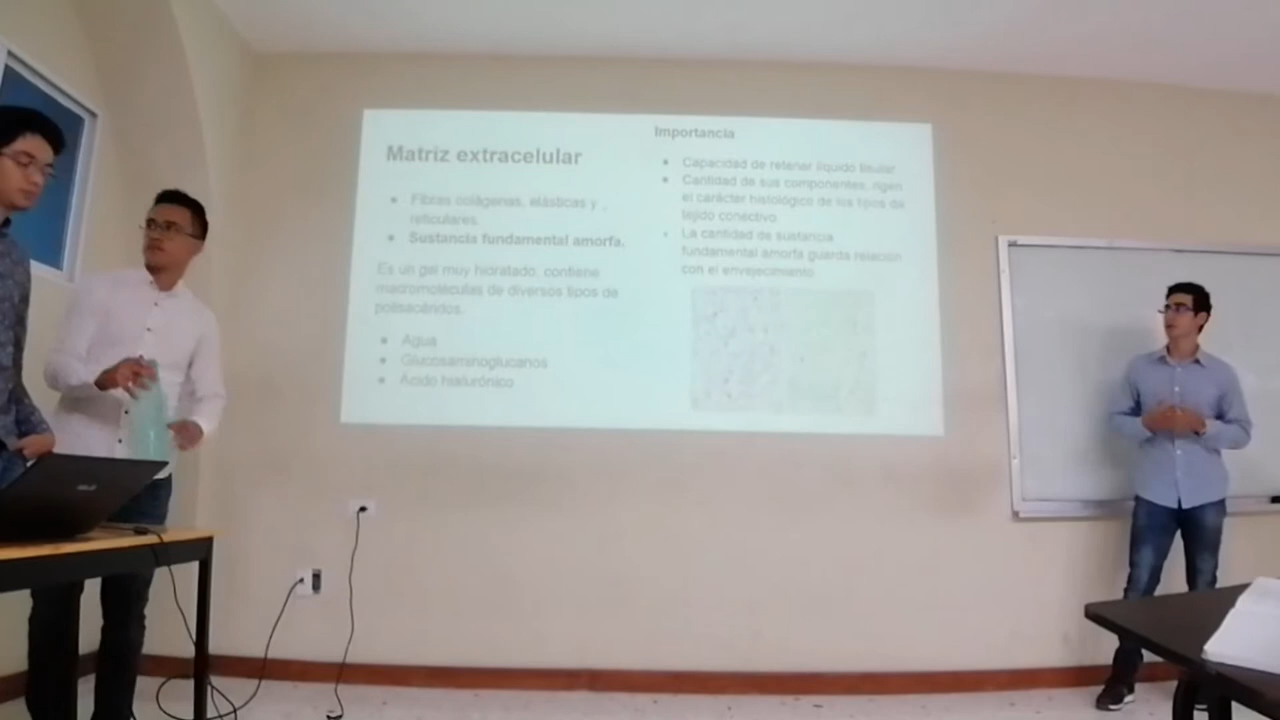 Matriz extracelular
Fibras colágenas, elásticas y
reticulares.
Sustancia fundamental amorfa.
Es un gel muy hidratado, contiene
macromoléculas de diversos tipos de
polisacáridos.
Agua
Glucosaminoglucanos
Ácido hialurónico
Importancia
Capacidad de retener líquido tisular
Cantidad de sus componentes, rigen
el carácter histológico de los tipos de
tejido conectivo
La cantidad de sustancia
fundamental amorfa guarda relación
con el envejecimiento